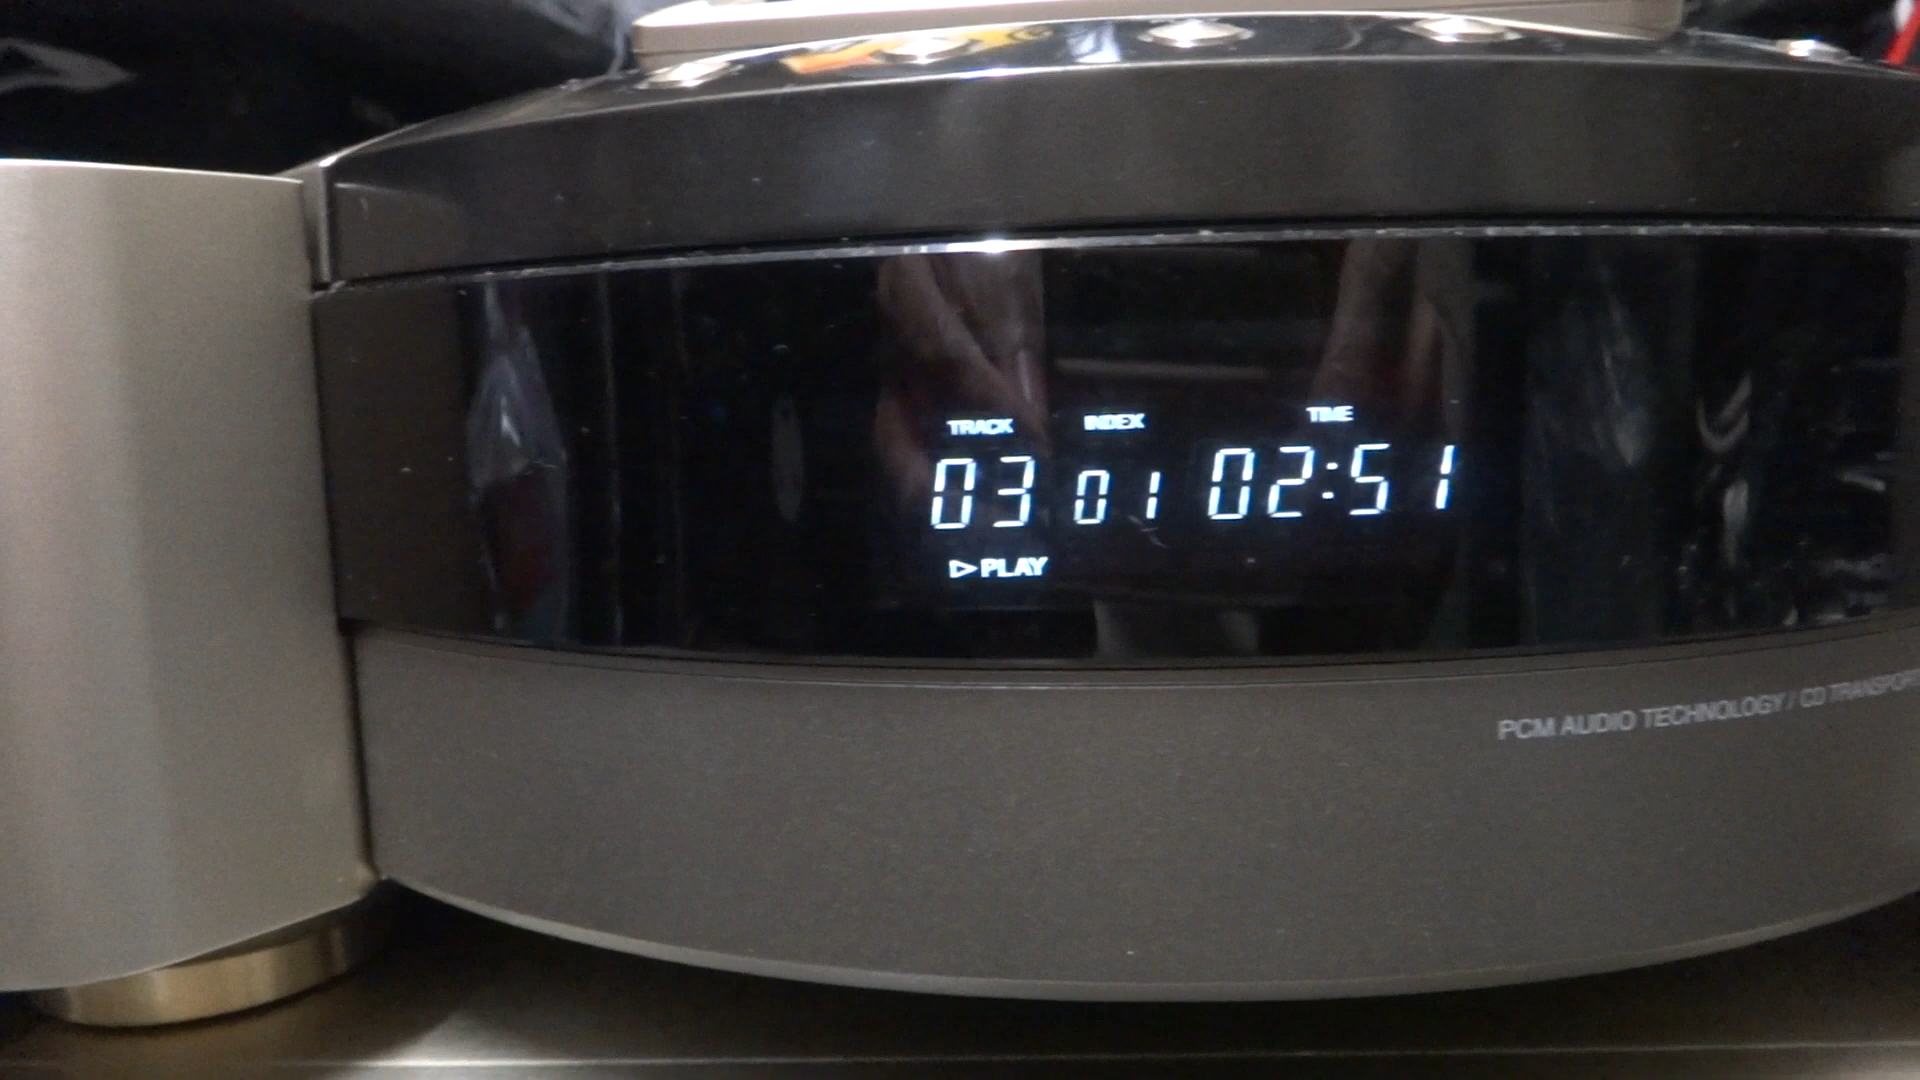 TRACK INDEX TIME
03 01 02:51
▷PLAY
PCM AUDIO TECHNOLOGY / CD TRANSPORT